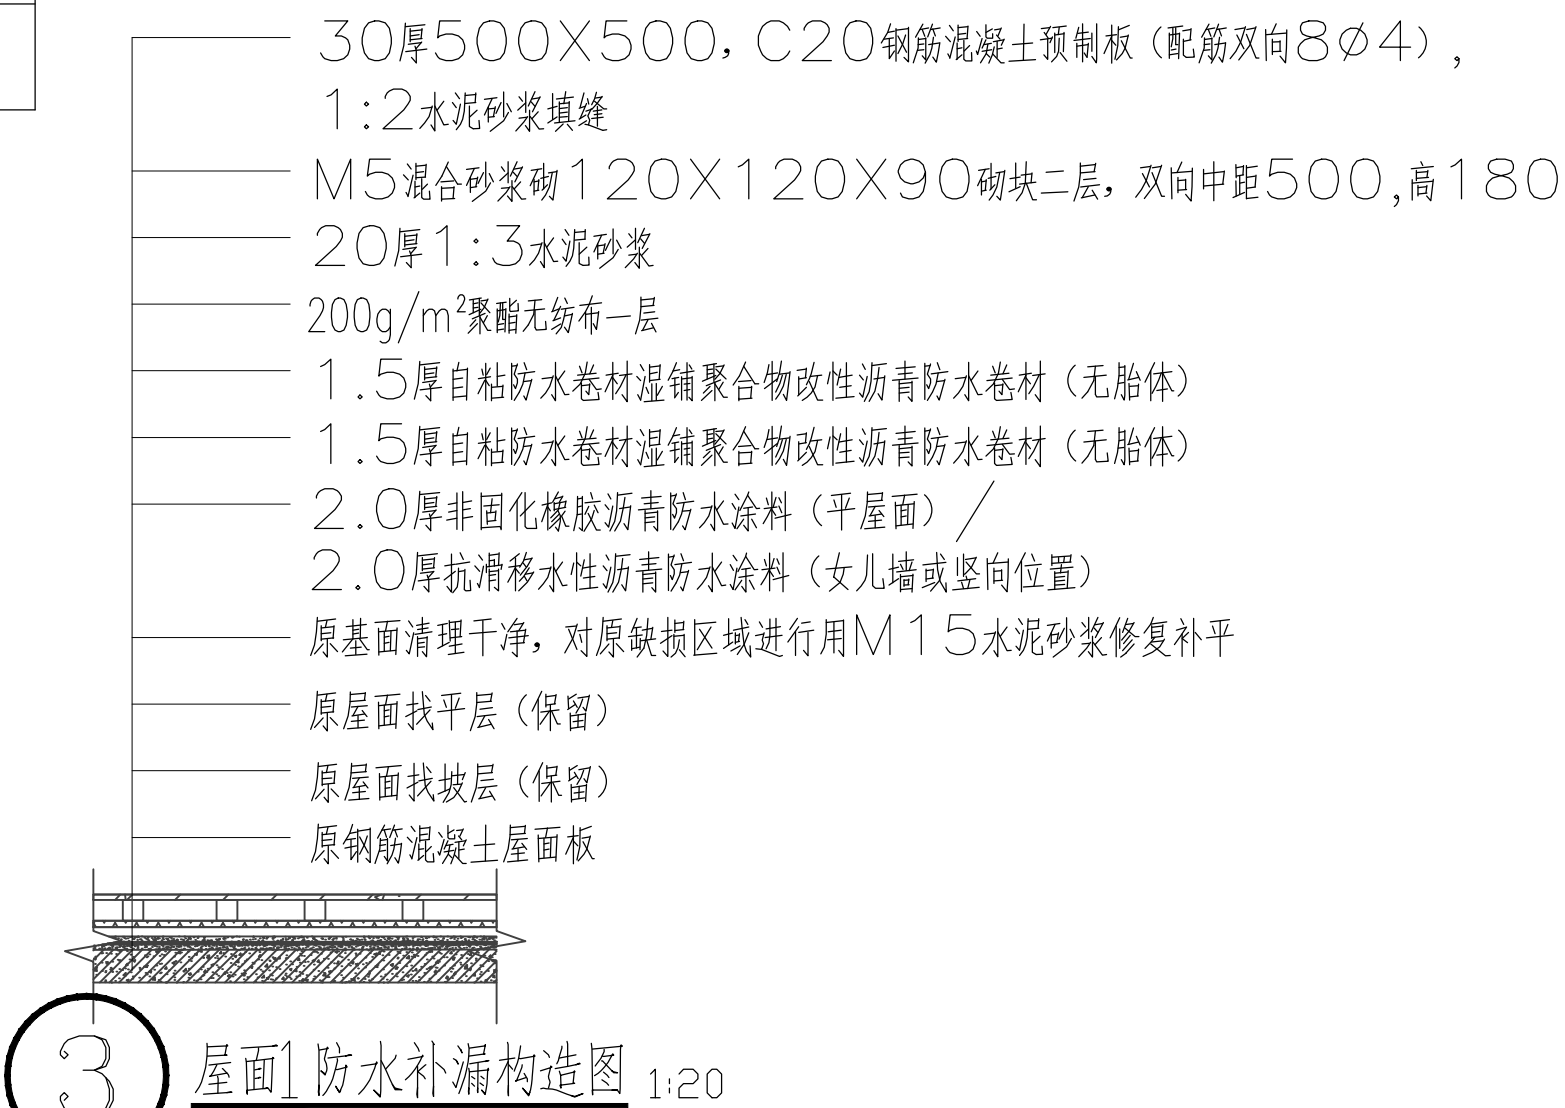 30厚500X500，C20钢筋混凝土预制板（配筋双向8∅4），
1:2水泥砂浆填缝
M5混合砂浆砌120X120X90砌块二层，双向中距500,高180
20厚1:3水泥砂浆
200g/m²聚酯无纺布一层
1.5厚自粘防水卷材湿铺聚合物改性沥青防水卷材（无胎体）
1.5厚自粘防水卷材湿铺聚合物改性沥青防水卷材（无胎体）
2.0厚非固化橡胶沥青防水涂料（平屋面）/
2.0厚抗滑移水性沥青防水涂料（女儿墙或竖向位置）
原基面清理干净，对原缺损区域进行用M15水泥砂浆修复补平
原屋面找平层（保留）
原屋面找坡层（保留）
原钢筋混凝土屋面板
3 屋面1防水补漏构造图 1:20